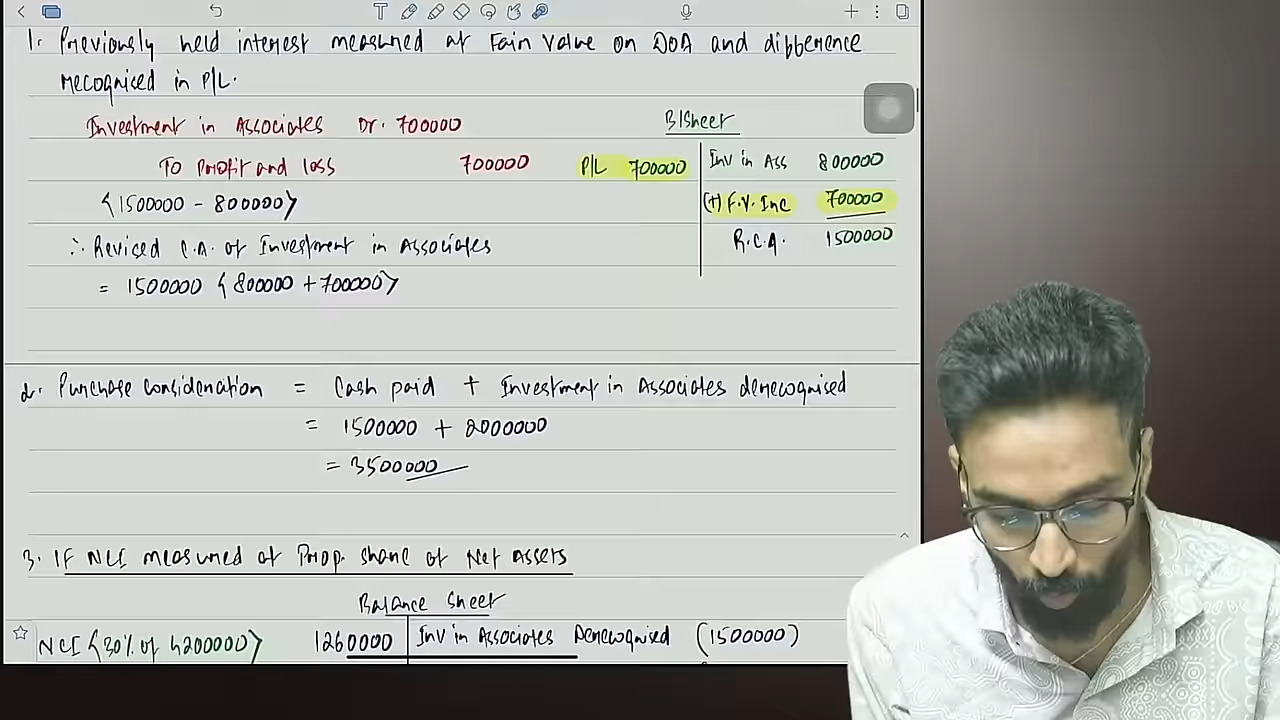 1. Previously held interest measured at Fair Value on DOA and difference
recognised in P/L.
Investment in Associates Dr. 700000
To Profit and loss 700000
{1500000 - 800000}
∴ Revised C.A. of Investment in Associates
= 1500000 {800000 + 700000}
B/Sheet
P/L 700000 Inv in Ass 800000
(+) F.V. Inc 700000
R.C.A. 1500000
2. Purchase consideration = Cash paid + Investment in Associates derecognised
= 1500000 + 2000000
= 3500000
3. IF NCI measured at Prop. share of Net Assets
Balance Sheet
NCI {30% of 4200000} 1260000 Inv in Associates Derecognised (1500000)